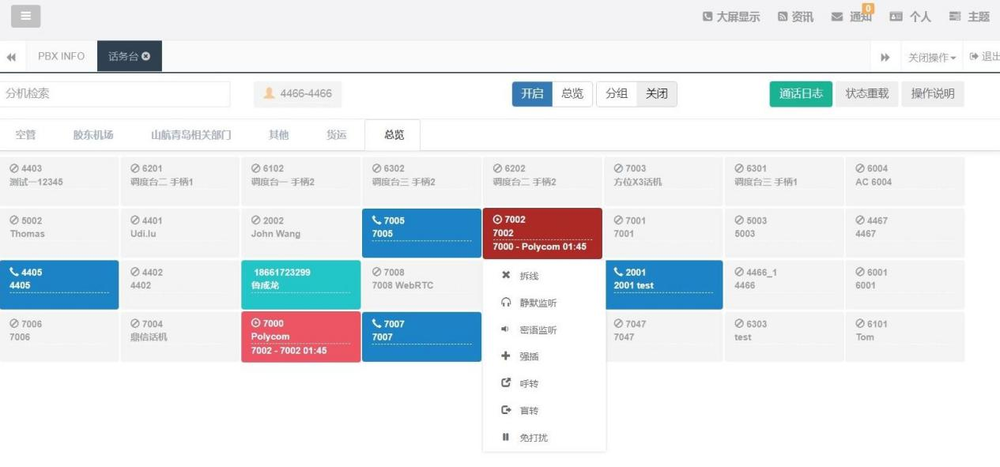 大屏显示 资讯 通知 0 个人 主题
PBX INFO 话务台 关闭操作 退出
分机检索 4466-4466 开启 总览 分组 关闭 通话日志 状态重载 操作说明
空管 胶东机场 山航青岛相关部门 其他 货运 总览
4403 6201 6102 6302 6202 7003 6301 6004
测试一12345 调度台二 手柄1 调度台一 手柄2 调度台三 手柄2 调度台二 手柄2 方位X3话机 调度台三 手柄1 AC 6004
5002 4401 2002 7005 7002 7001 5003 4467
Thomas Udi.lu John Wang 7005 7002 7001 5003 4467
7000 - Polycom 01:45
4405 4402 18661723299 7008 2001 4466_1 6001
4405 4402 鲁成龙 7008 WebRTC 2001 test 4466 6001
7006 7004 7000 7007 7047 6303 6101
7006 鼎信话机 Polycom 7007 7047 test Tom
7002 - 7002 01:45
拆线
静默监听
密语监听
强插
呼转
盲转
免打扰